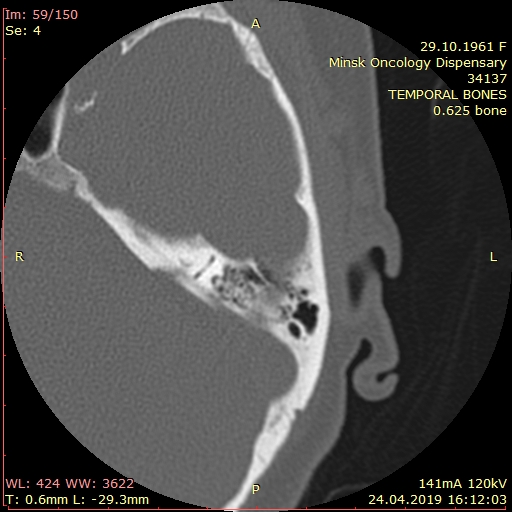 Im: 59/150
Se: 4
A
29.10.1961 F
Minsk Oncology Dispensary
34137
TEMPORAL BONES
0.625 bone
R
L
WL: 424 WW: 3622
T: 0.6mm L: -29.3mm
P
141mA 120kV
24.04.2019 16:12:03